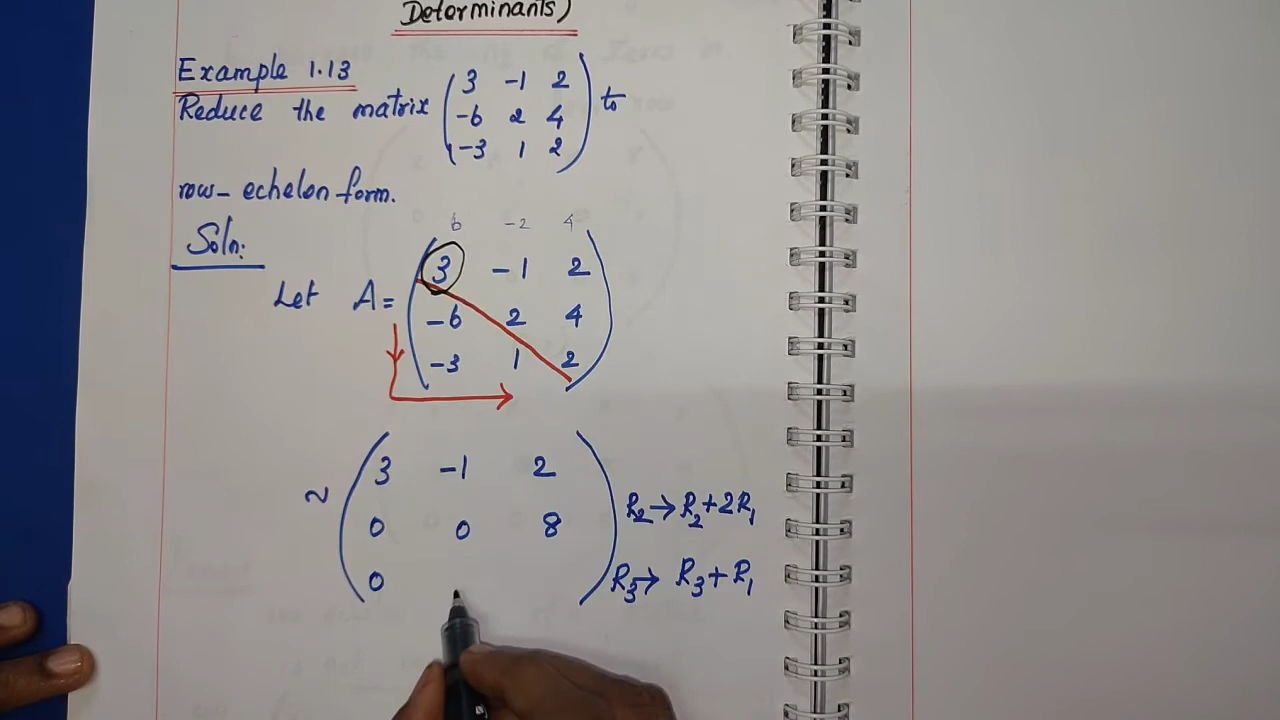 Determinants)
Example 1.13
Reduce the matrix ( 3 -1 2 ) to
-6 2 4
-3 1 2
row-echelon form.
Soln:
6 -2 4
3 -1 2
Let A =
-6 2 4
-3 1 2
3 -1 2
~ 0 0 8 R₂→R₂+2R₁
0 R₃→ R₃+R₁